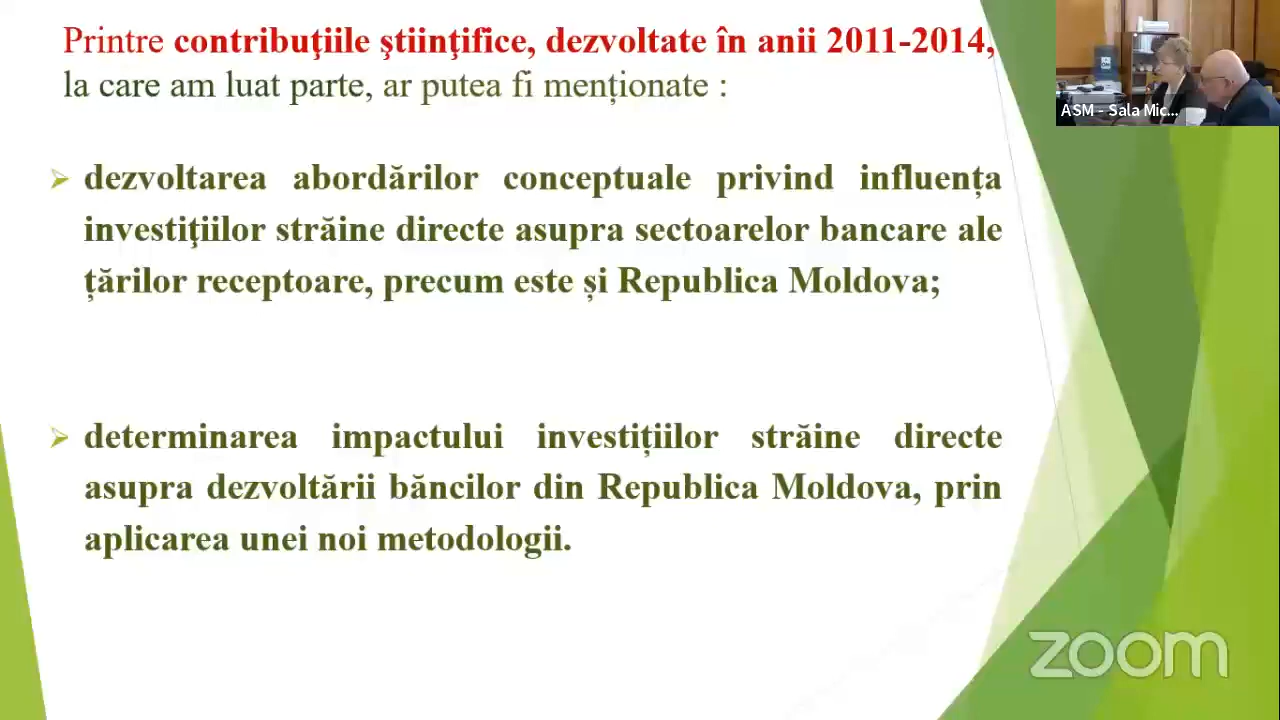 Printre contribuţiile ştiinţifice, dezvoltate în anii 2011-2014,
la care am luat parte, ar putea fi menționate :
dezvoltarea abordărilor conceptuale privind influența
investiţiilor străine directe asupra sectoarelor bancare ale
țărilor receptoare, precum este și Republica Moldova;
determinarea impactului investițiilor străine directe
asupra dezvoltării băncilor din Republica Moldova, prin
aplicarea unei noi metodologii.
ASM - Sala Mic...
zoom